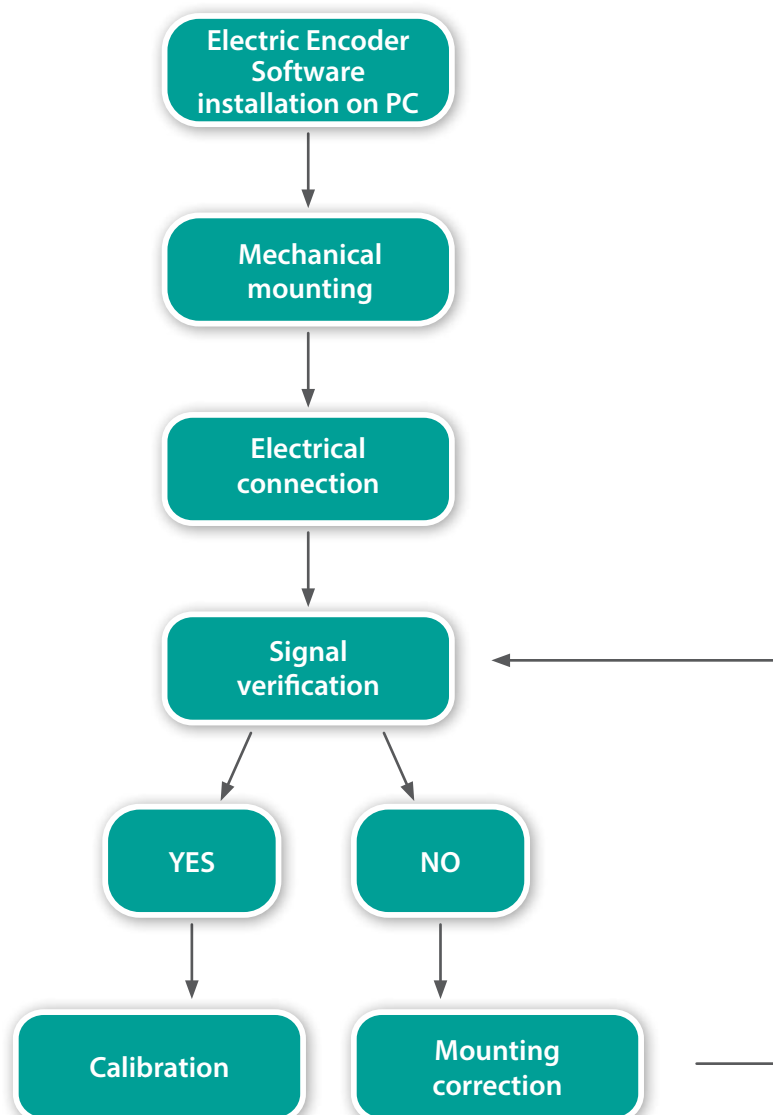 Electric Encoder
Software
installation on PC
Mechanical
mounting
Electrical
connection
Signal
verification
YES
NO
Calibration
Mounting
correction